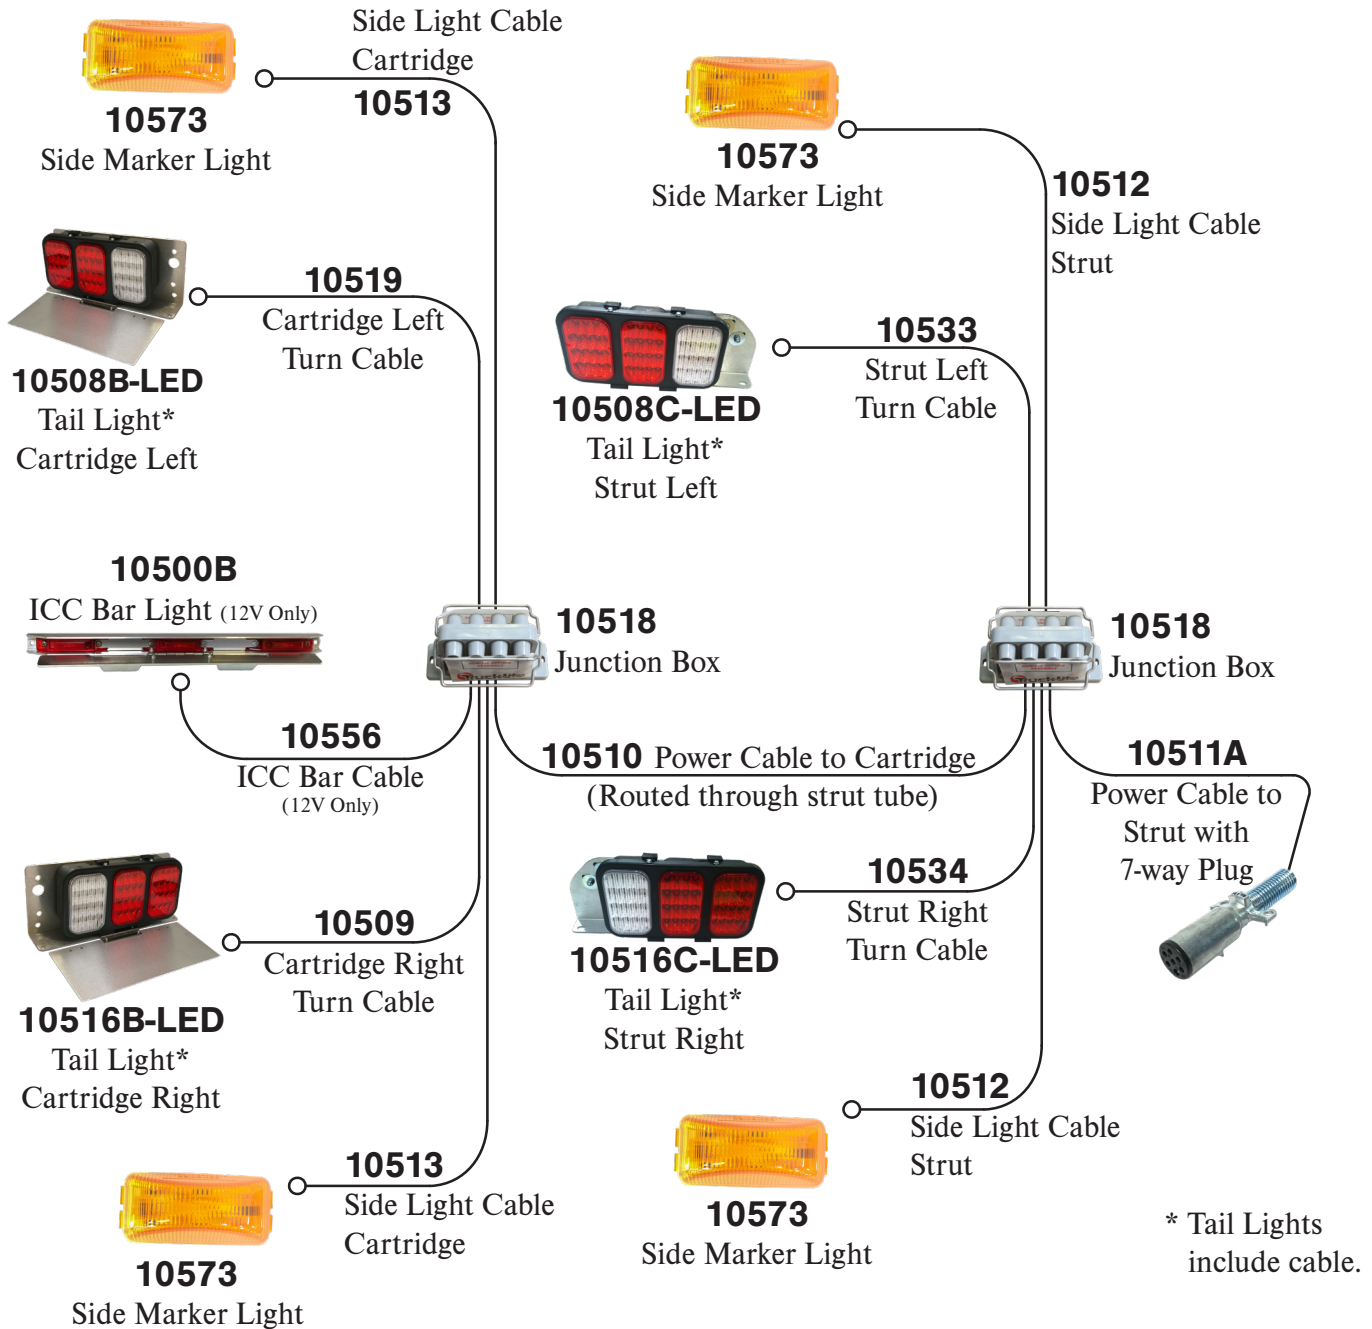 Side Light Cable
Cartridge
10513
10573
Side Marker Light
10573
Side Marker Light
10512
Side Light Cable
Strut
10519
Cartridge Left
Turn Cable
10508B-LED
Tail Light*
Cartridge Left
10533
Strut Left
Turn Cable
10508C-LED
Tail Light*
Strut Left
10500B
ICC Bar Light (12V Only)
10518
Junction Box
10518
Junction Box
10556
ICC Bar Cable
(12V Only)
10510 Power Cable to Cartridge
(Routed through strut tube)
10511A
Power Cable to
Strut with
7-way Plug
10509
Cartridge Right
Turn Cable
10516B-LED
Tail Light*
Cartridge Right
10534
Strut Right
Turn Cable
10516C-LED
Tail Light*
Strut Right
10512
Side Light Cable
Strut
10513
Side Light Cable
Cartridge
10573
Side Marker Light
10573
Side Marker Light
* Tail Lights
include cable.